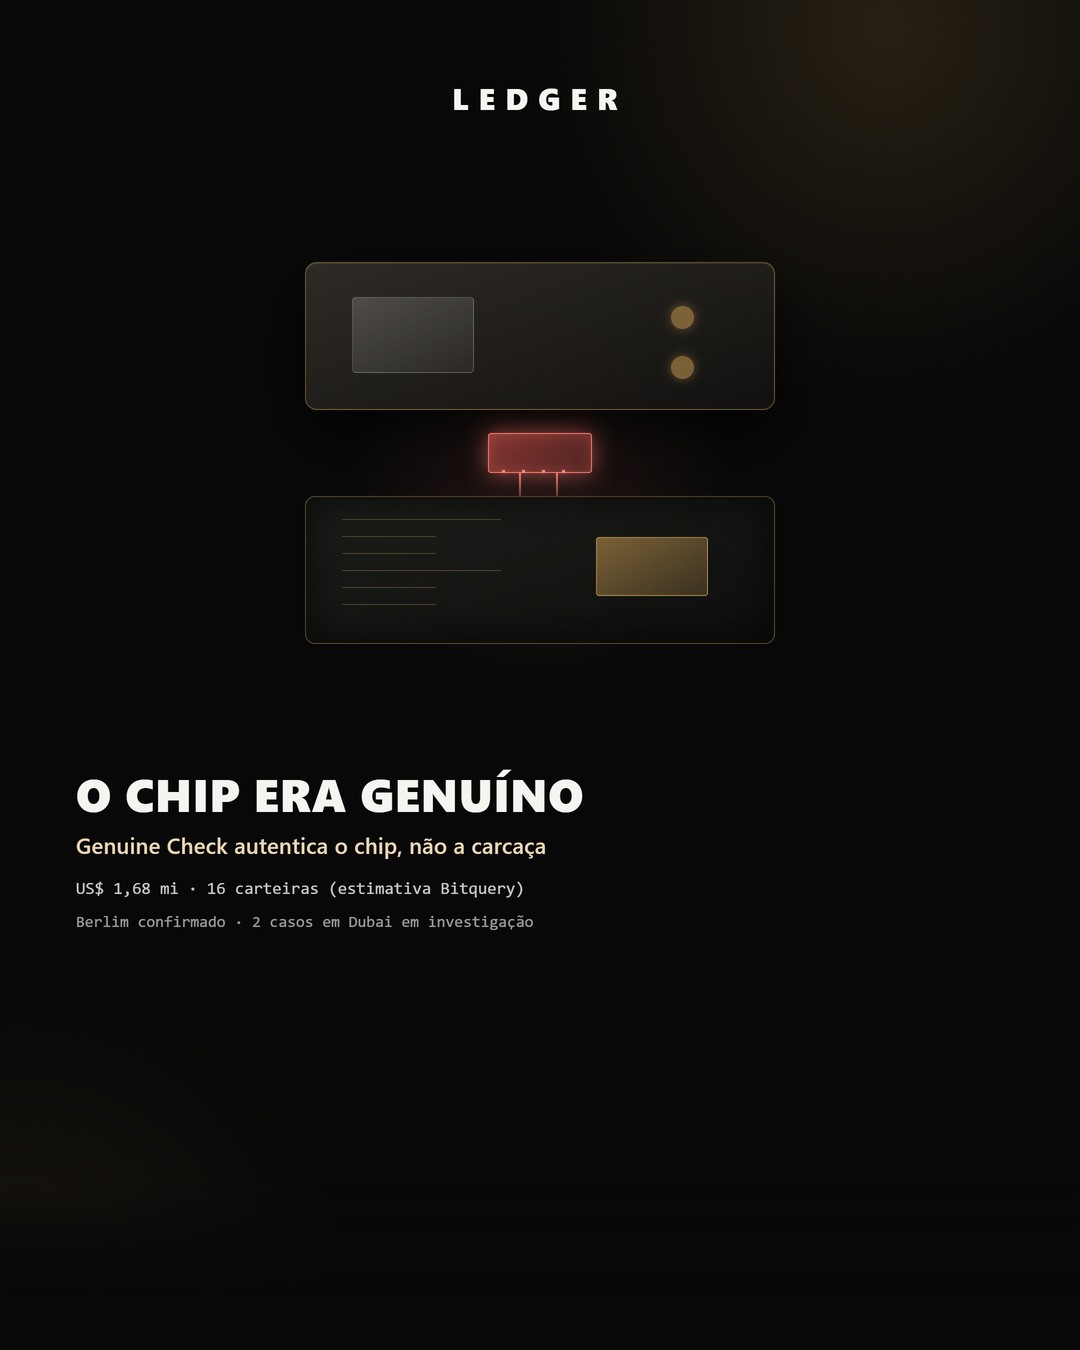 LEDGER
O CHIP ERA GENUÍNO
Genuine Check autentica o chip, não a carcaça
US$ 1,68 mi · 16 carteiras (estimativa Bitquery)
Berlim confirmado · 2 casos em Dubai em investigação